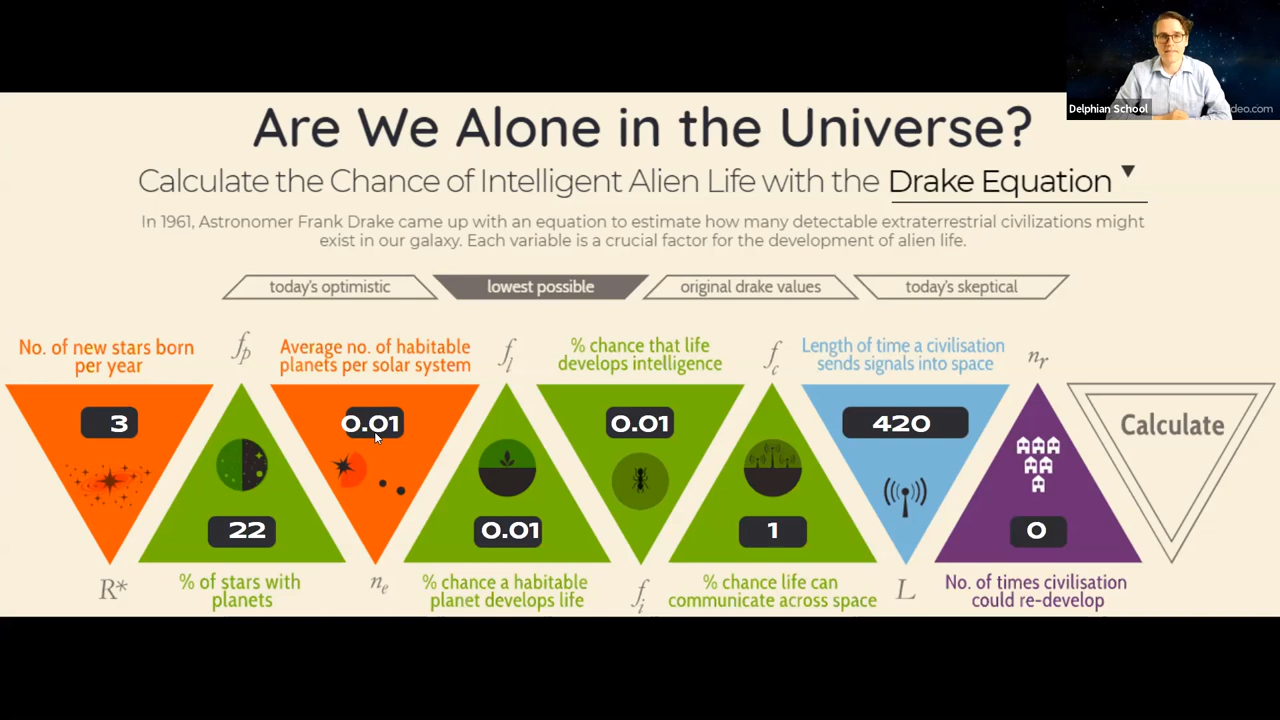 Delphian School
deo.com
Are We Alone in the Universe?
Calculate the Chance of Intelligent Alien Life with the Drake Equation
In 1961, Astronomer Frank Drake came up with an equation to estimate how many detectable extraterrestrial civilizations might
exist in our galaxy. Each variable is a crucial factor for the development of alien life.
today's optimistic
lowest possible
original drake values
today's skeptical
No. of new stars born
per year
3
R*
fp
22
% of stars with
planets
Average no. of habitable
planets per solar system
0.01
ne
fl
0.01
% chance a habitable
planet develops life
% chance that life
develops intelligence
0.01
fi
fc
1
% chance life can
communicate across space
Length of time a civilisation
sends signals into space
420
L
nr
0
No. of times civilisation
could re-develop
Calculate